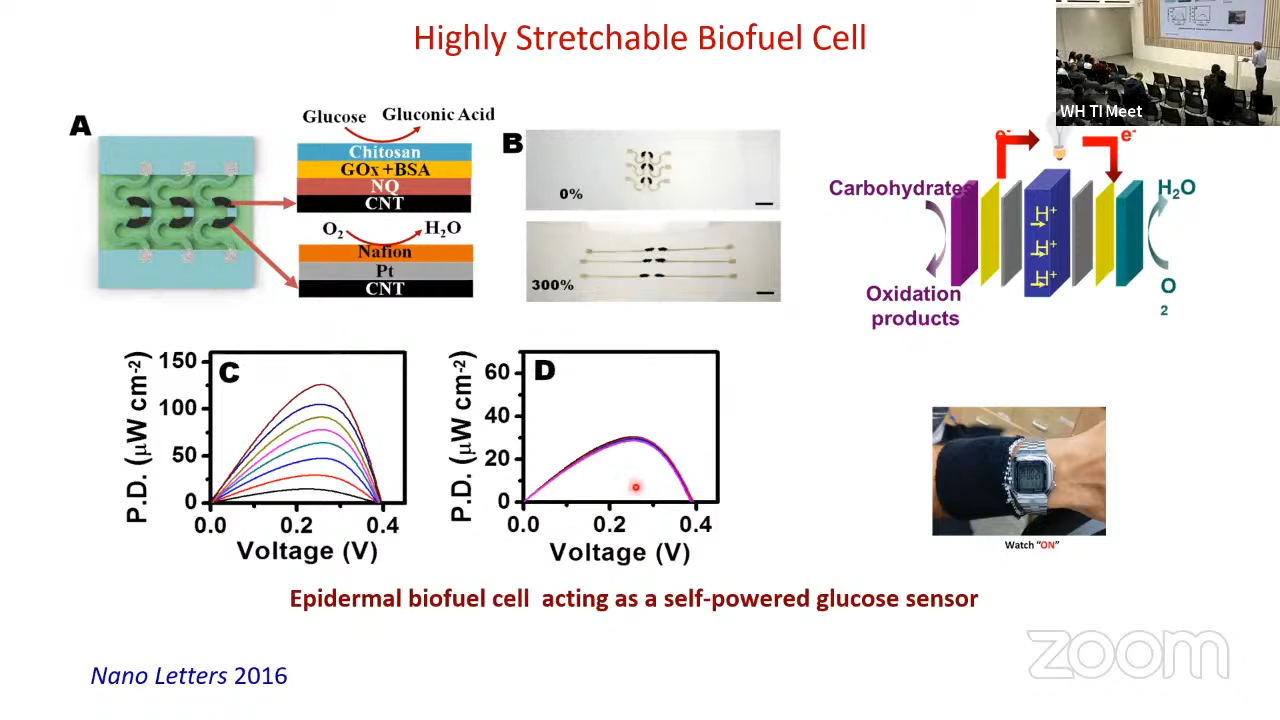 Highly Stretchable Biofuel Cell
WH TI Meet
A
Glucose
Gluconic Acid
Chitosan
GOx +BSA
NQ
CNT
O₂
H₂O
Nafion
Pt
CNT
B
0%
300%
e-
e-
Carbohydrates
H₂O
H⁺
H⁺
H⁺
Oxidation
products
O
2
C
P.D. (μW cm-2)
150
100
50
0
0.0
0.2
0.4
Voltage (V)
D
P.D. (μW cm-2)
60
40
20
0
0.0
0.2
0.4
Voltage (V)
Watch “ON”
Epidermal biofuel cell acting as a self-powered glucose sensor
Nano Letters 2016
zoom